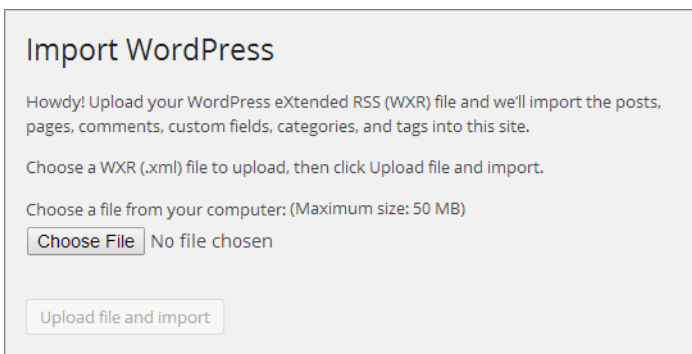 Import WordPress
Howdy! Upload your WordPress eXtended RSS (WXR) file and we'll import the posts,
pages, comments, custom fields, categories, and tags into this site.
Choose a WXR (.xml) file to upload, then click Upload file and import.
Choose a file from your computer: (Maximum size: 50 MB)
Choose File No file chosen
Upload file and import